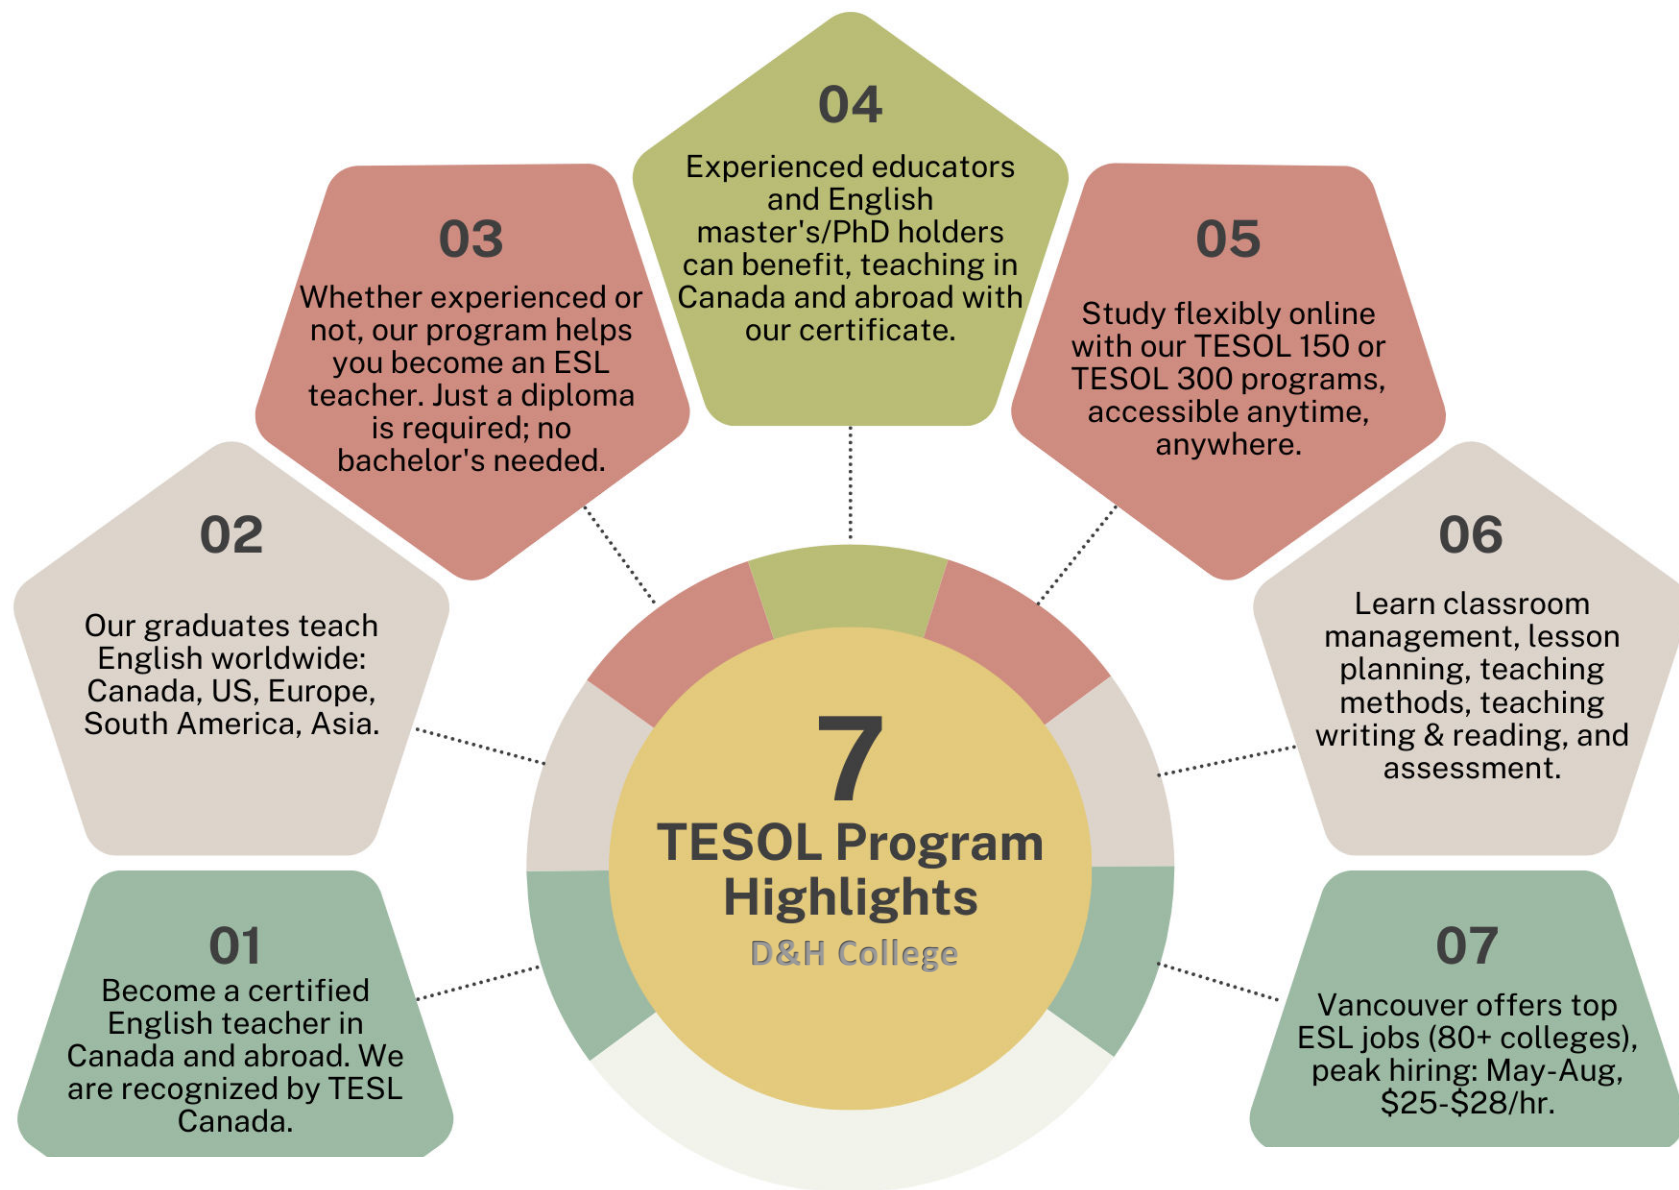 7
TESOL Program
Highlights
D&H College
01
Become a certified
English teacher in
Canada and abroad. We
are recognized by TESL
Canada.
02
Our graduates teach
English worldwide:
Canada, US, Europe,
South America, Asia.
03
Whether experienced or
not, our program helps
you become an ESL
teacher. Just a diploma
is required; no
bachelor's needed.
04
Experienced educators
and English
master's/PhD holders
can benefit, teaching in
Canada and abroad with
our certificate.
05
Study flexibly online
with our TESOL 150 or
TESOL 300 programs,
accessible anytime,
anywhere.
06
Learn classroom
management, lesson
planning, teaching
methods, teaching
writing & reading, and
assessment.
07
Vancouver offers top
ESL jobs (80+ colleges),
peak hiring: May-Aug,
$25-$28/hr.